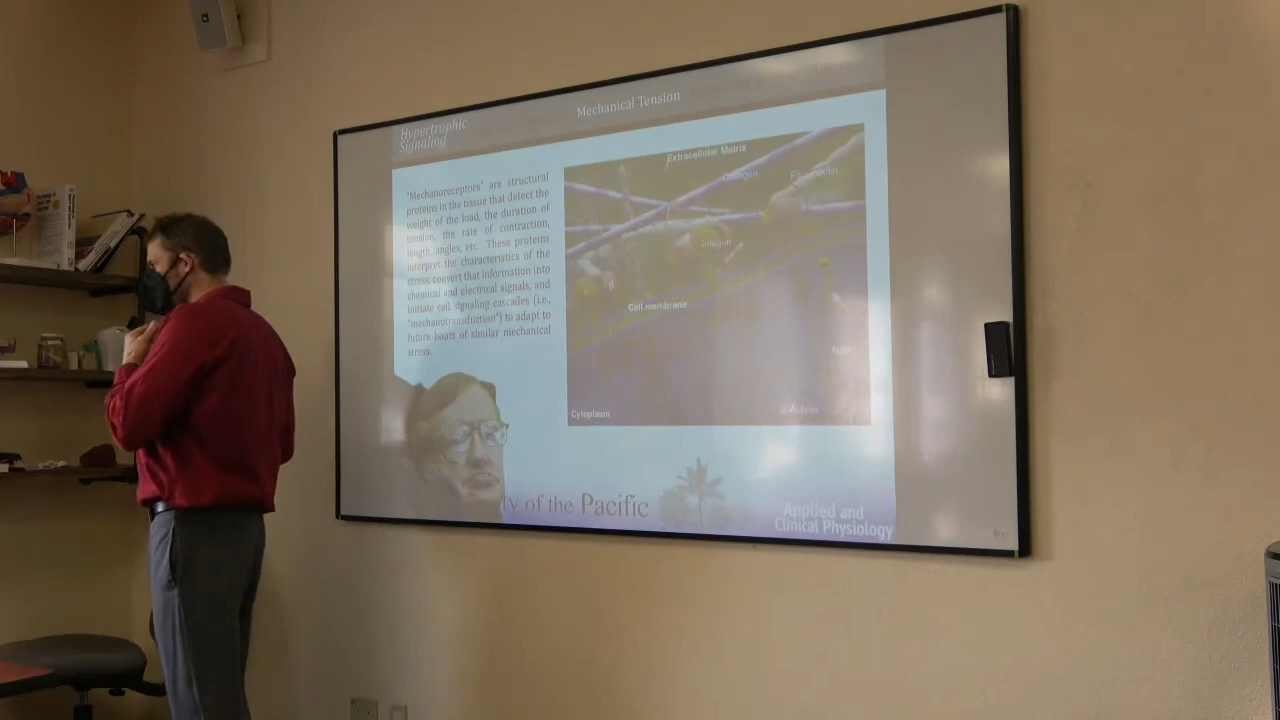 Hypertrophic
Signaling
Mechanical Tension
"Mechanoreceptors" are structural
proteins in the tissue that detect the
weight of the load, the duration of
tension, the rate of contraction,
length, angles, etc. These proteins
interpret the characteristics of the
stress, convert that information into
chemical and electrical signals, and
initiate cell signaling cascades (i.e.,
"mechanotransduction") to adapt to
future bouts of similar mechanical
stress.
Extracellular Matrix
Collagen
Fibronectin
Integrin
Cell membrane
Cytoplasm
ty of the Pacific
Applied and
Clinical Physiology